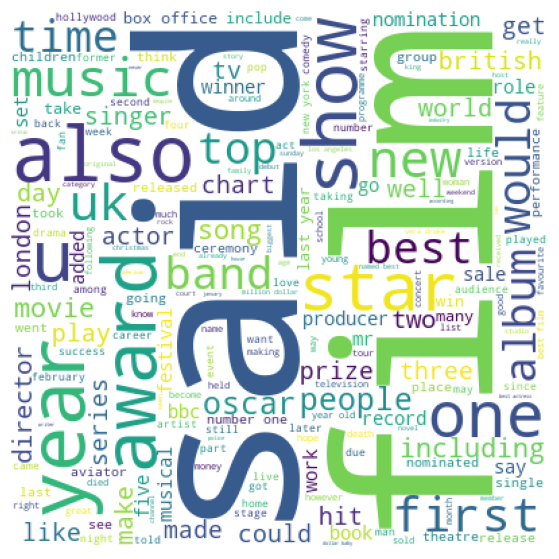 hollywood
former
come
story
really
starring
king
host
children
box office
include
nomination
time
think
tv
pop
group
comedy
new york
british
get
music
winner
around
programme
role
set
take
second
four
fan
number
world
feature
singer
back
week
show
act
sunday
los angeles
life
version
also
top
debut
new
would
original
category
chart
family
go
well
woman
weekend
performance
day
released
uk
u
took
drama
much
rock
song
last year
taking
school
played
london
added
actor
ceremony
biggest
best
album
favourite
following
third
christmas
among
band
already
love
young
named best
concert
sale
audience
movie
going
know
court
january
million dollar
star
win
good
year
award
said
film
play
went
career
success
festival
name
want
making
event
may
tour
producer
two
many
list
mr
studio
best film
director
february
become
prize
three
one
series
bbc
held
oscar
people
television
place
may
since
best actress
artist
number one
year old
still
later
hope
death
record
including
came
aviator
musical
part
novel
nominated
say
last
died
make
five
money
live
work
due
however
month
single
first
member
like
right
see
great
got
home
stage
hit
book
man
sold
theatre
release
night
told
made
could
dollar baby